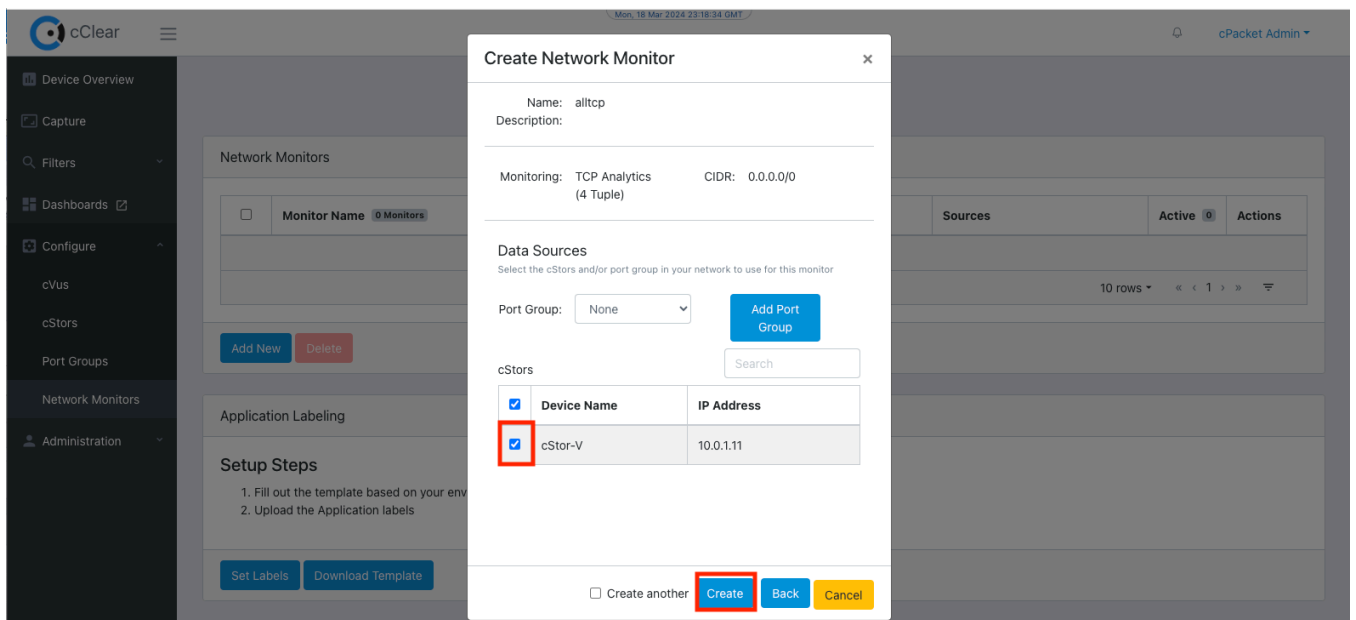 Mon, 18 Mar 2024 23:18:34 GMT
cClear
cPacket Admin
Device Overview
Capture
Filters
Dashboards
Configure
cVus
cStors
Port Groups
Network Monitors
Administration
Network Monitors
Monitor Name 0 Monitors
Sources
Active 0
Actions
10 rows
« < 1 > »
Add New
Delete
Application Labeling
Setup Steps
1. Fill out the template based on your env
2. Upload the Application labels
Set Labels
Download Template
Create Network Monitor
×
Name: alltcp
Description:
Monitoring: TCP Analytics CIDR: 0.0.0.0/0
(4 Tuple)
Data Sources
Select the cStors and/or port group in your network to use for this monitor
Port Group: None
Add Port
Group
Search
cStors
Device Name IP Address
cStor-V 10.0.1.11
Create another Create Back Cancel